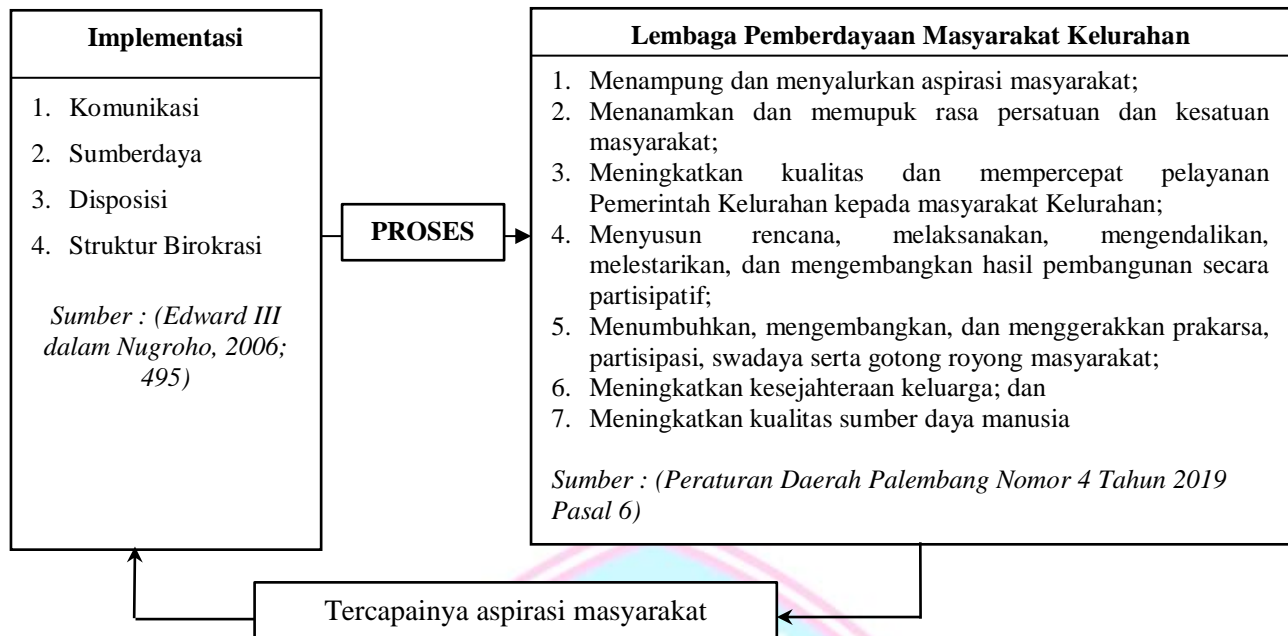 Implementasi
1. Komunikasi
2. Sumberdaya
3. Disposisi
4. Struktur Birokrasi
Sumber : (Edward III
dalam Nugroho, 2006;
495)
PROSES
Lembaga Pemberdayaan Masyarakat Kelurahan
1. Menampung dan menyalurkan aspirasi masyarakat;
2. Menanamkan dan memupuk rasa persatuan dan kesatuan
masyarakat;
3. Meningkatkan kualitas dan mempercepat pelayanan
Pemerintah Kelurahan kepada masyarakat Kelurahan;
4. Menyusun rencana, melaksanakan, mengendalikan,
melestarikan, dan mengembangkan hasil pembangunan secara
partisipatif;
5. Menumbuhkan, mengembangkan, dan menggerakkan prakarsa,
partisipasi, swadaya serta gotong royong masyarakat;
6. Meningkatkan kesejahteraan keluarga; dan
7. Meningkatkan kualitas sumber daya manusia
Sumber : (Peraturan Daerah Palembang Nomor 4 Tahun 2019
Pasal 6)
Tercapainya aspirasi masyarakat